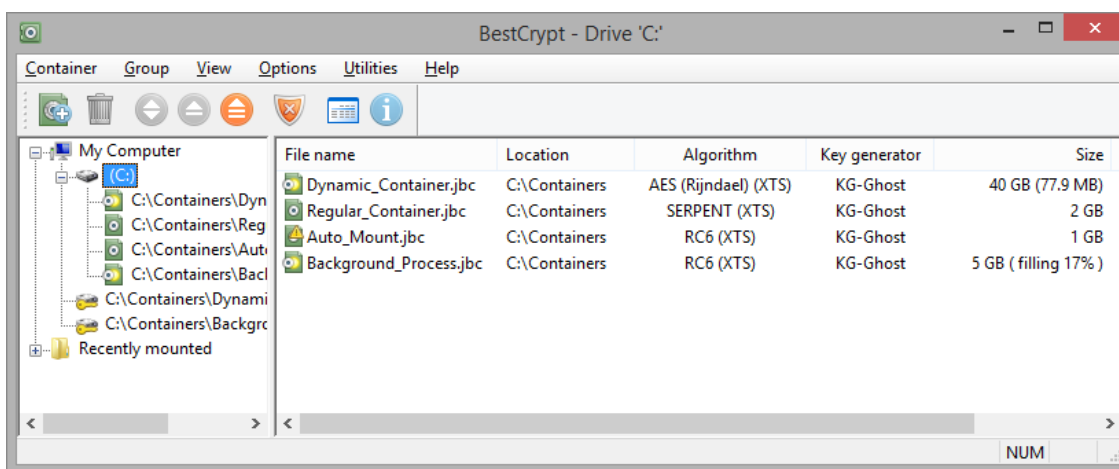 BestCrypt - Drive 'C:'
Container Group View Options Utilities Help
My Computer
(C:)
C:\Containers\Dyn
C:\Containers\Reg
C:\Containers\Aut
C:\Containers\Bac
C:\Containers\Dynami
C:\Containers\Backgr
Recently mounted
File name Location Algorithm Key generator Size
Dynamic_Container.jbc C:\Containers AES (Rijndael) (XTS) KG-Ghost 40 GB (77.9 MB)
Regular_Container.jbc C:\Containers SERPENT (XTS) KG-Ghost 2 GB
Auto_Mount.jbc C:\Containers RC6 (XTS) KG-Ghost 1 GB
Background_Process.jbc C:\Containers RC6 (XTS) KG-Ghost 5 GB ( filling 17% )
NUM